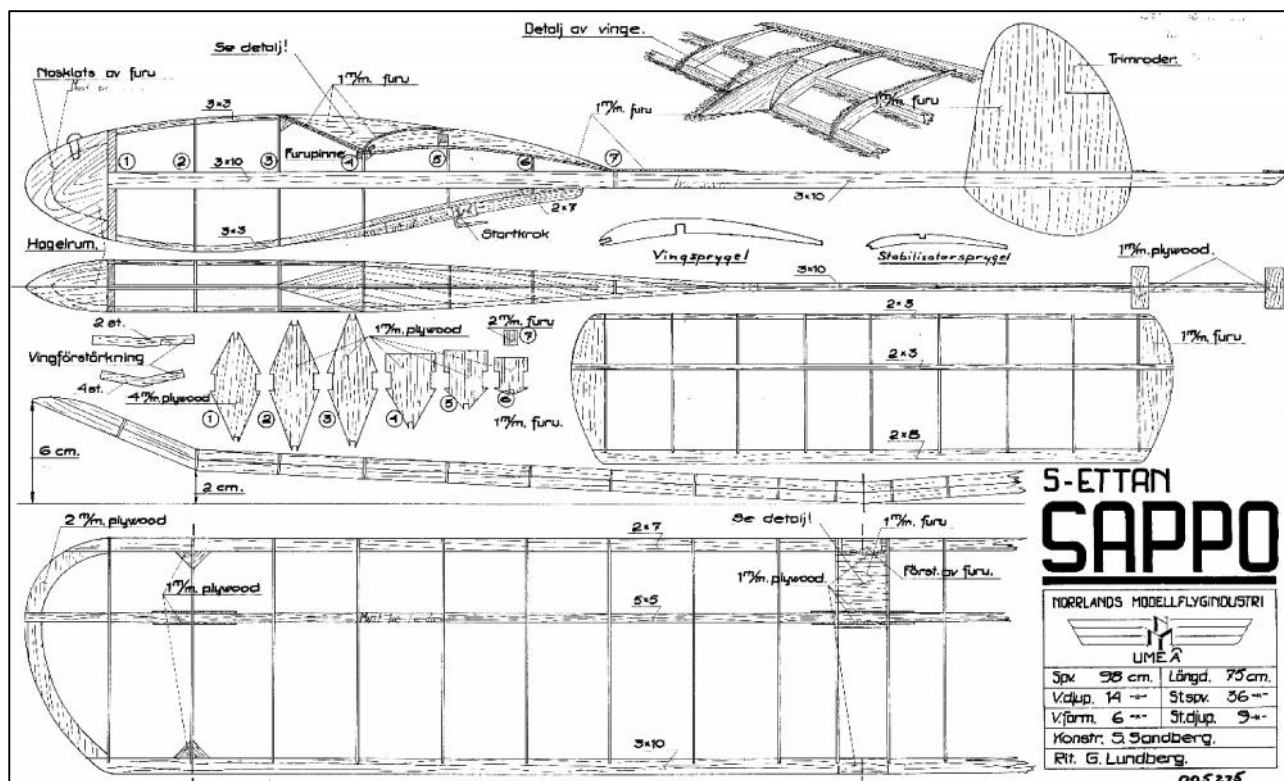 Detalj av vinge.
Se detalj!
Nosklots av furu
1 m/m. furu
Trimroder.
1 m/m. furu
1 m/m. furu
3×3
Furupinne
1
2
3
4
5
6
7
3×10
3×10
2×7
3×3
Startkrok
Hagelrum.
Vingsprygel
Stabilisatorsprygel
1 m/m. plywood.
3×10
2×3
2 st.
Vingförstärkning
4 st.
1 m/m. plywood
2 m/m. furu
7
4 m/m. plywood
1
2
3
4
5
6
1 m/m. furu.
1 m/m. furu
2×3
2×8
6 cm.
2 cm.
S-ETTAN
SAPPO
2 m/m. plywood
2×7
Se detalj!
1 m/m. furu
1 m/m. plywood
1 m/m. plywood.
Först. av furu.
5×5
3×10
NORRLANDS MODELLFLYGINDUSTRI
NMI
UMEÅ
Spv. 98 cm. Längd. 75 cm.
V.djup. 14 -"- St.spv. 36 -"-
V.form. 6 -"- St.djup. 9 -"-
Konstr: S. Sandberg.
Rit. G. Lundberg.